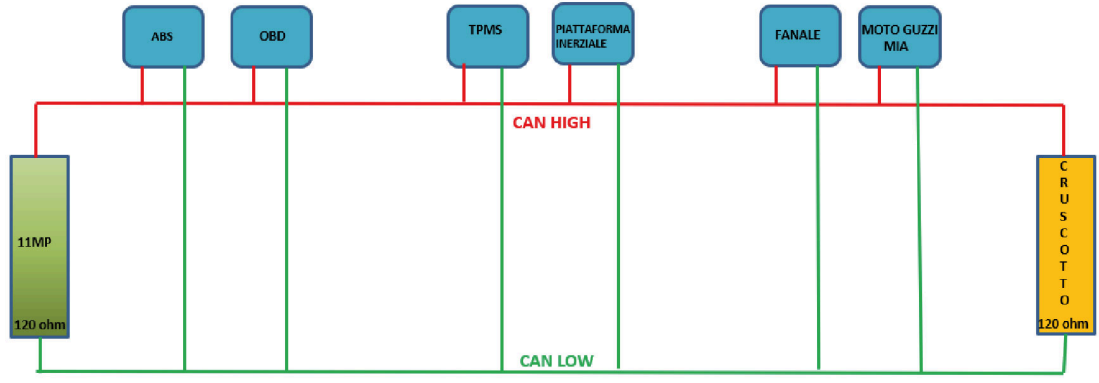 ABS
OBD
TPMS
PIATTAFORMA
INERZIALE
FANALE
MOTO GUZZI
MIA
CAN HIGH
11MP
120 ohm
C
R
U
S
C
O
T
T
O
120 ohm
CAN LOW